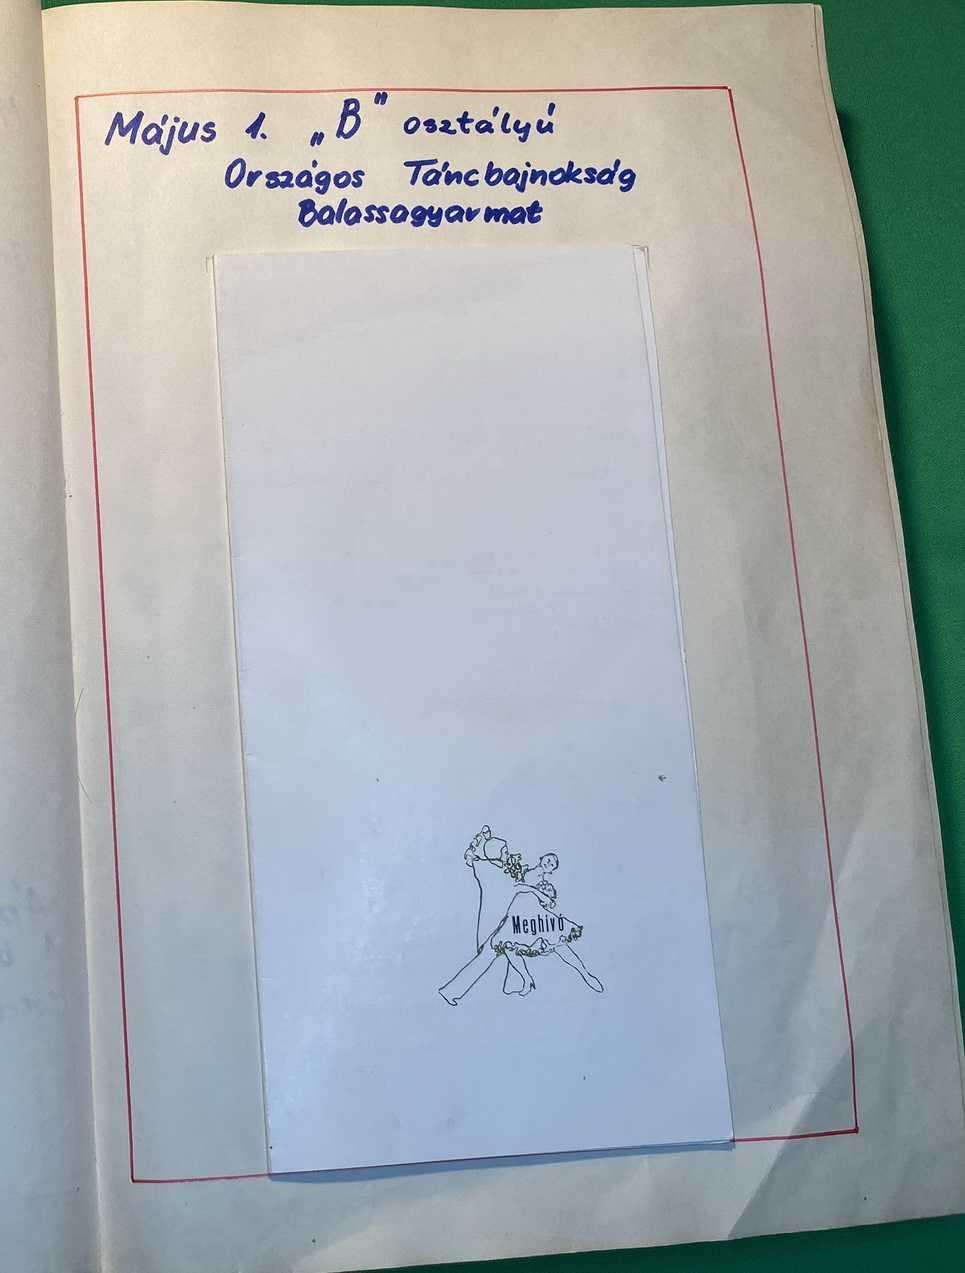 Május 1. „B” osztályú
Országos Táncbajnokság
Balassagyarmat
Meghívó